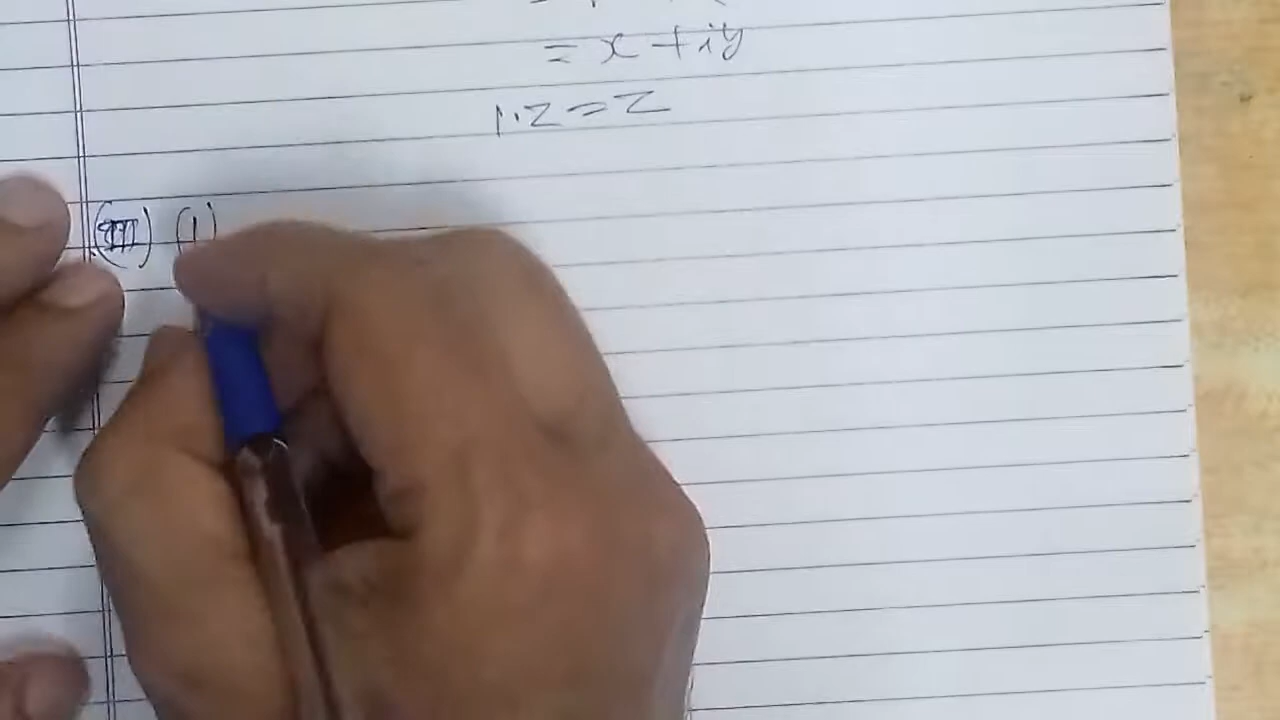 = x + iy
1·z = z
(III) (1)